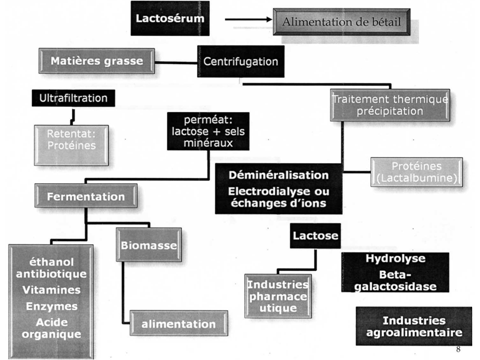 Lactosérum
Alimentation de bétail
Matières grasse
Centrifugation
Ultrafiltration
perméat:
lactose + sels
minéraux
Traitement thermique
précipitation
Retentat:
Protéines
Déminéralisation
Electrodialyse ou
échanges d'ions
Protéines
(Lactalbumine)
Fermentation
Biomasse
Lactose
éthanol
antibiotique
Vitamines
Enzymes
Acide
organique
Hydrolyse
Beta-
galactosidase
Industries
pharmace
utique
alimentation
Industries
agroalimentaire
8